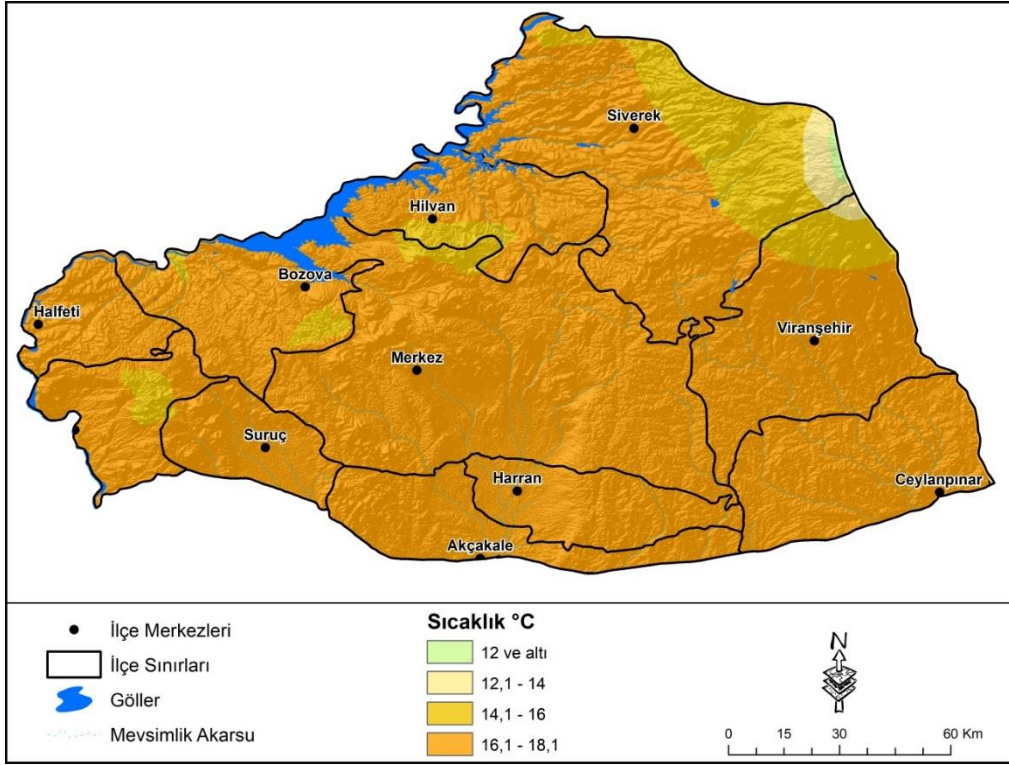 Siverek
Hilvan
Bozova
Halfeti
Viranşehir
Merkez
Suruç
Harran
Ceylanpınar
Akçakale
İlçe Merkezleri
İlçe Sınırları
Göller
Mevsimlik Akarsu
Sıcaklık °C
12 ve altı
12,1 - 14
14,1 - 16
16,1 - 18,1
N
0 15 30 60 Km